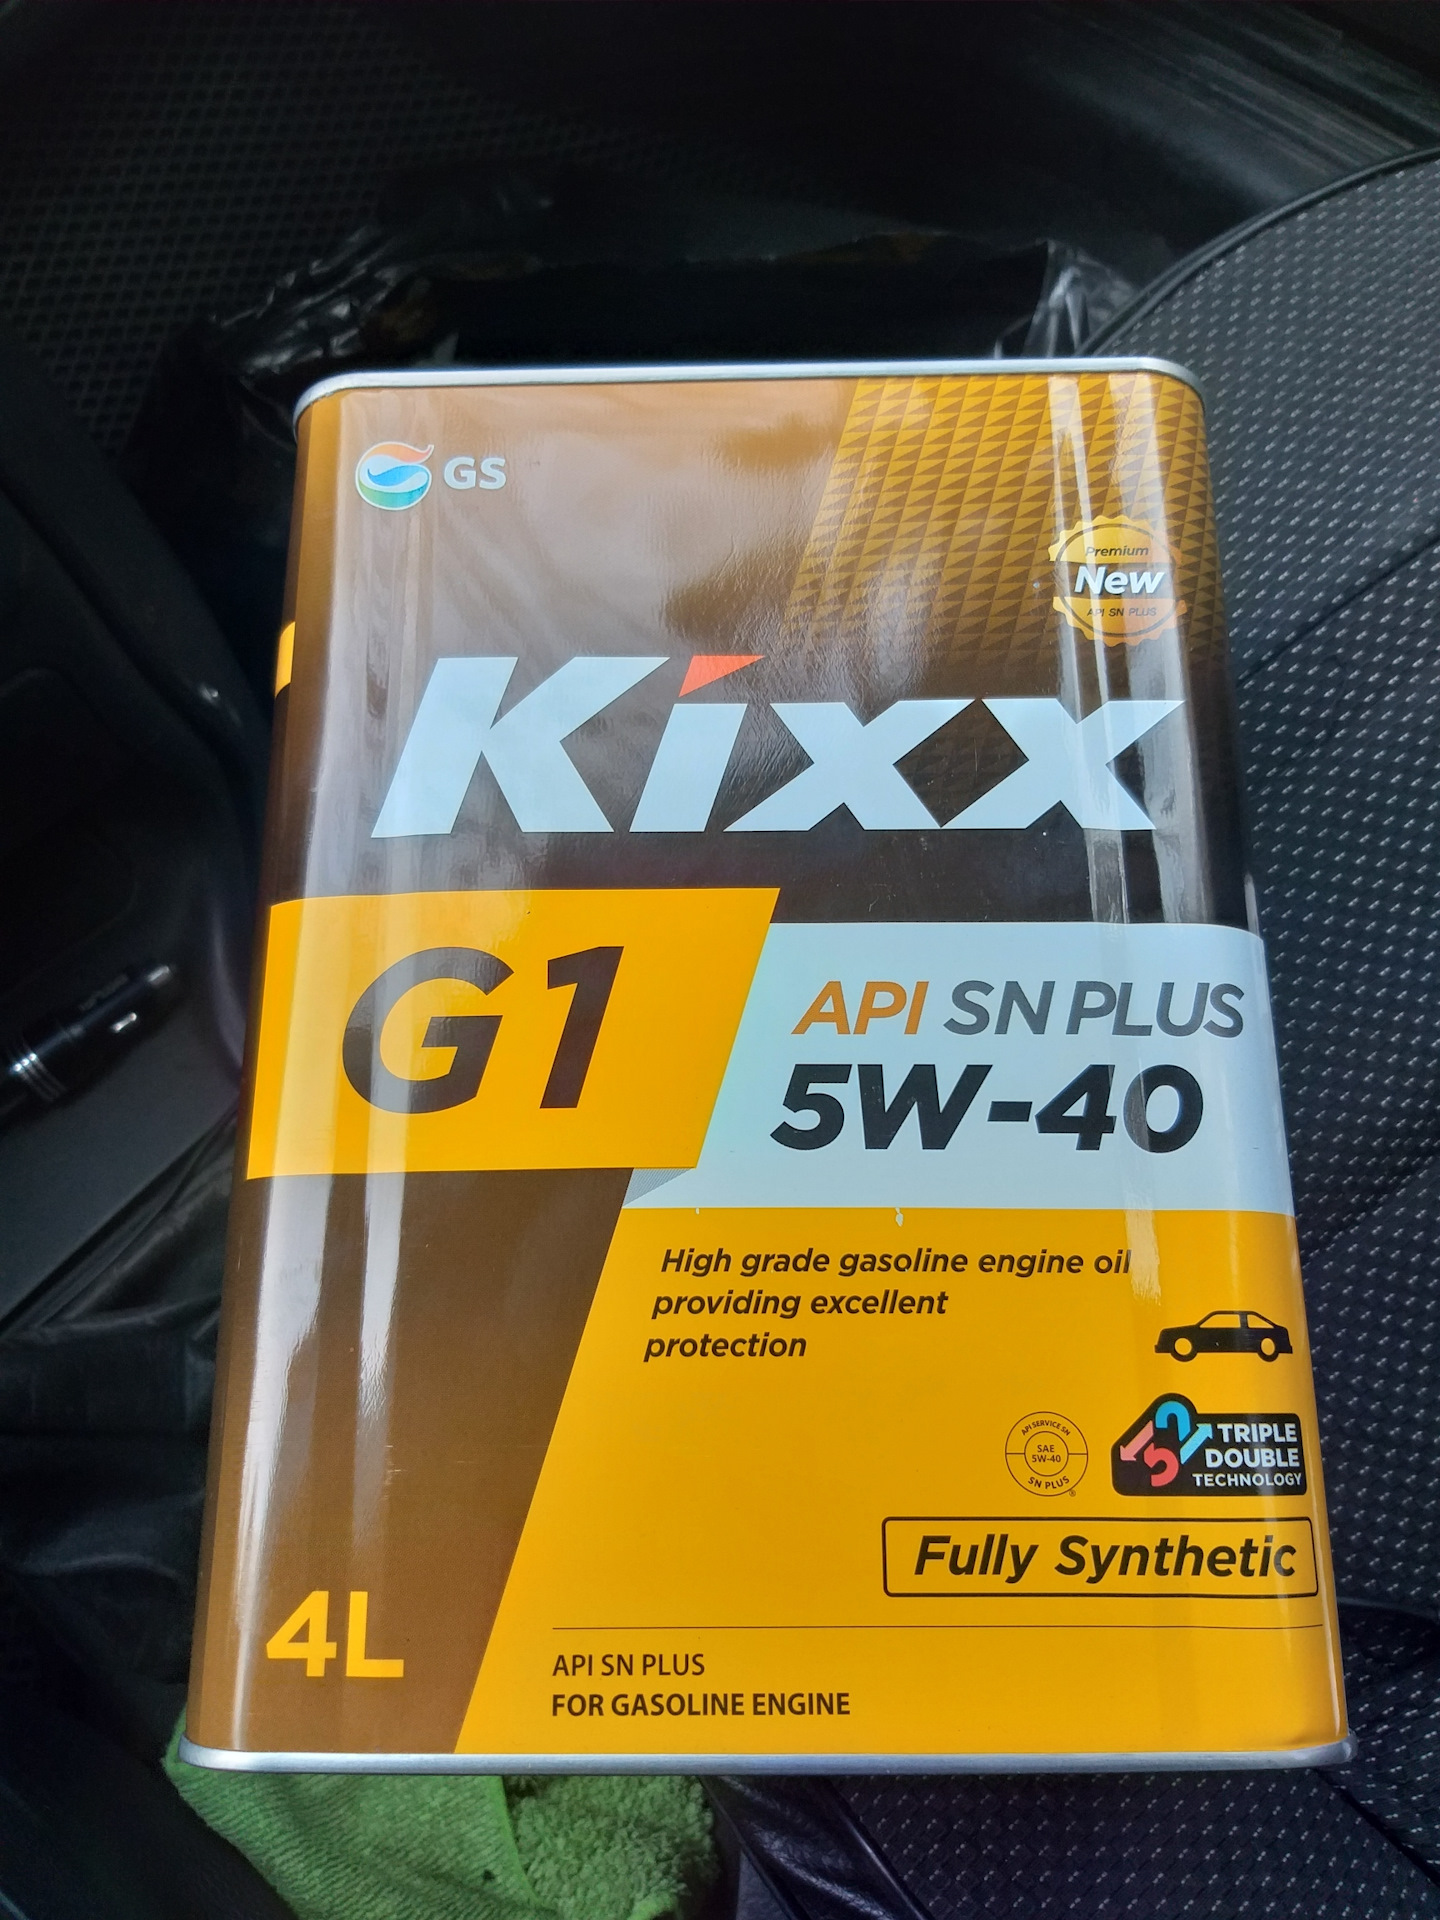 GS
Premium
New
API SN PLUS
Kixx
G1
API SN PLUS
5W-40
High grade gasoline engine oil
providing excellent
protection
API SERVICE SN
SAE
5W-40
SN PLUS
®
52
TRIPLE
DOUBLE
TECHNOLOGY
Fully Synthetic
4L
API SN PLUS
FOR GASOLINE ENGINE